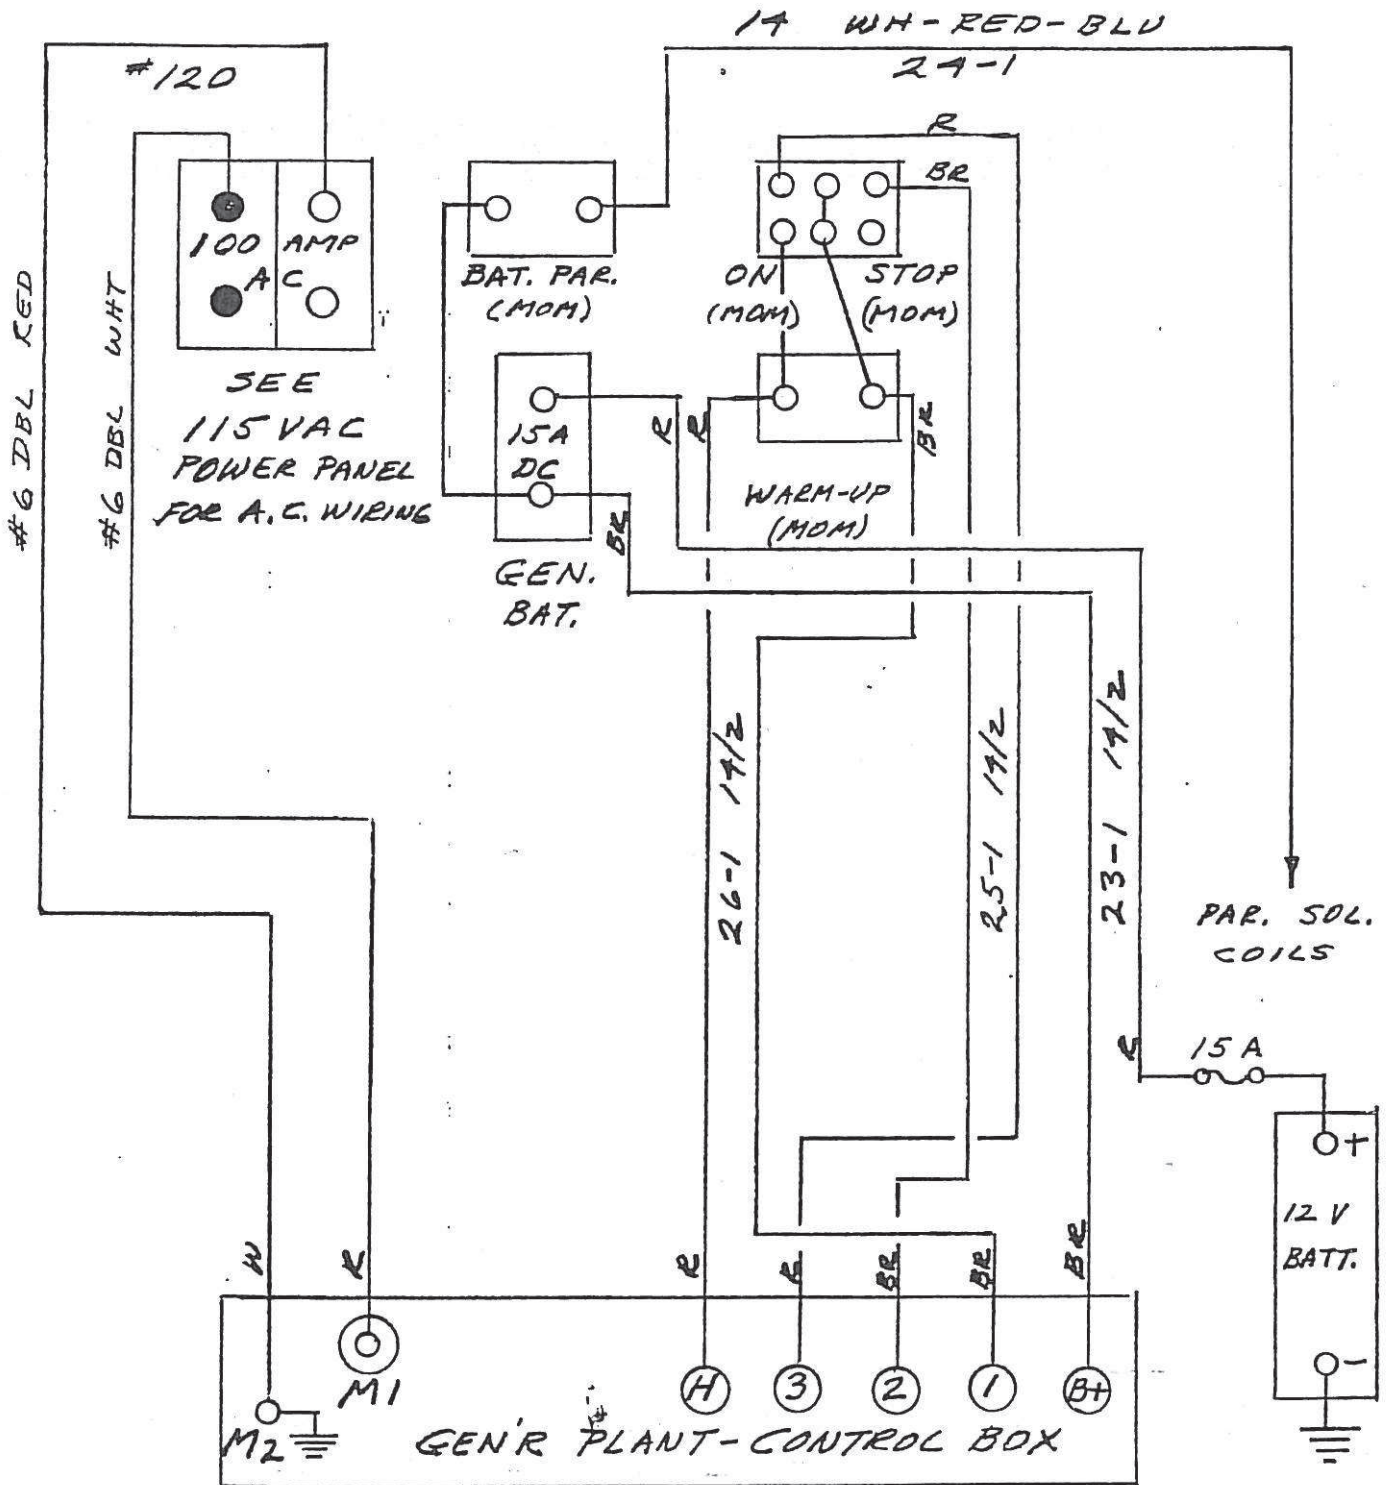 14 WH-RED-BLU
24-1
#120
R
BR
100 AMP
A C
BAT. PAR.
(MOM)
ON
(MOM)
STOP
(MOM)
#6 DBL RED
#6 DBL WHT
SEE
115 VAC
POWER PANEL
FOR A.C. WIRING
15A
DC
R
R
BR
BR
WARM-UP
(MOM)
GEN.
BAT.
26-1 14/2
25-1 14/2
23-1 14/2
PAR. SOL.
COILS
R
15 A
+
12 V
BATT.
-
W
R
R
R
BR
BR
BR
M1
H
3
2
1
B+
M2
GEN'R PLANT-CONTROL BOX